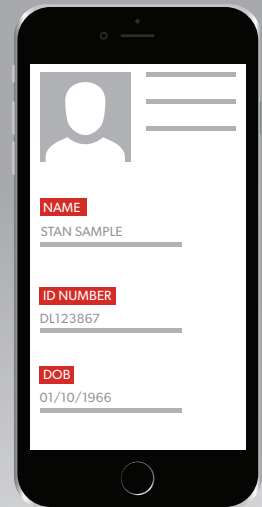 NAME
STAN SAMPLE
ID NUMBER
DL123867
DOB
01/10/1966